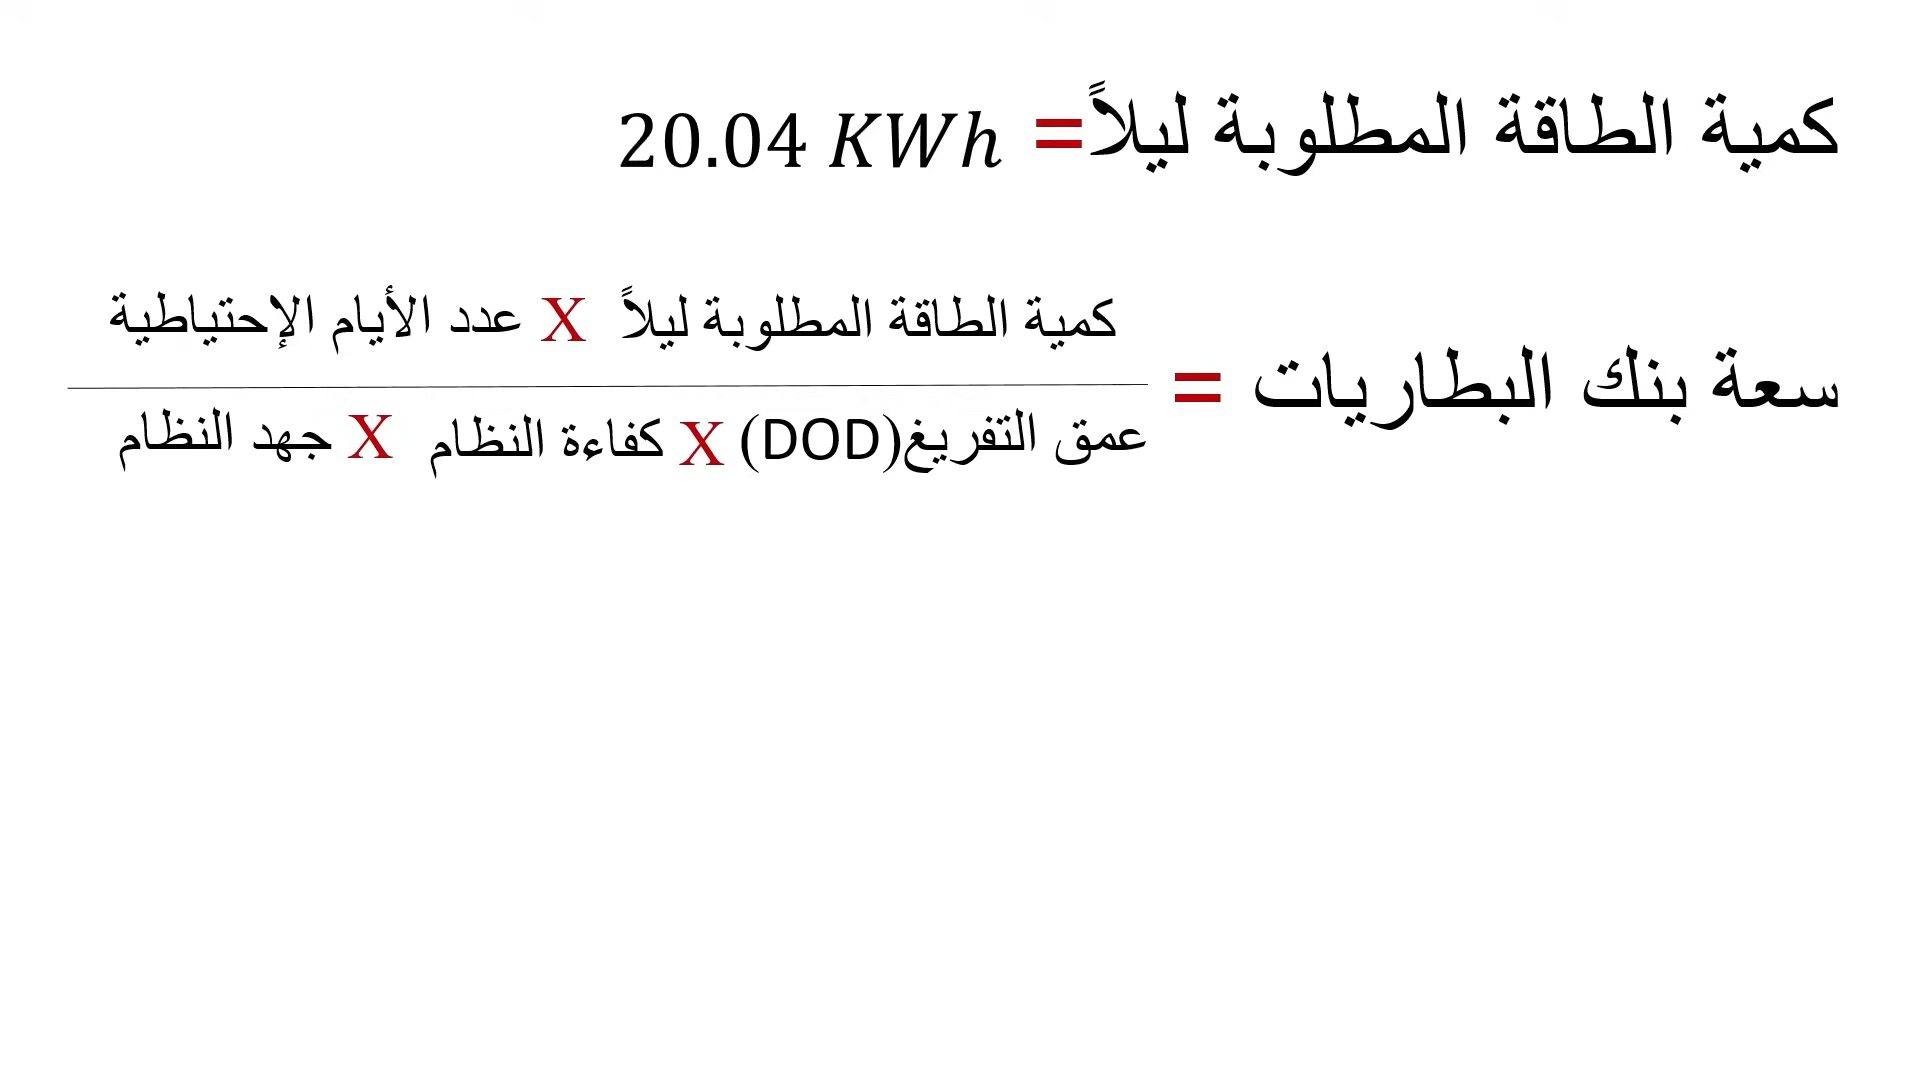 كمية الطاقة المطلوبة ليلاً= 20.04 KWh
سعة بنك البطاريات =
كمية الطاقة المطلوبة ليلاً X عدد الأيام الإحتياطية
عمق التفريغ(DOD) X كفاءة النظام X جهد النظام